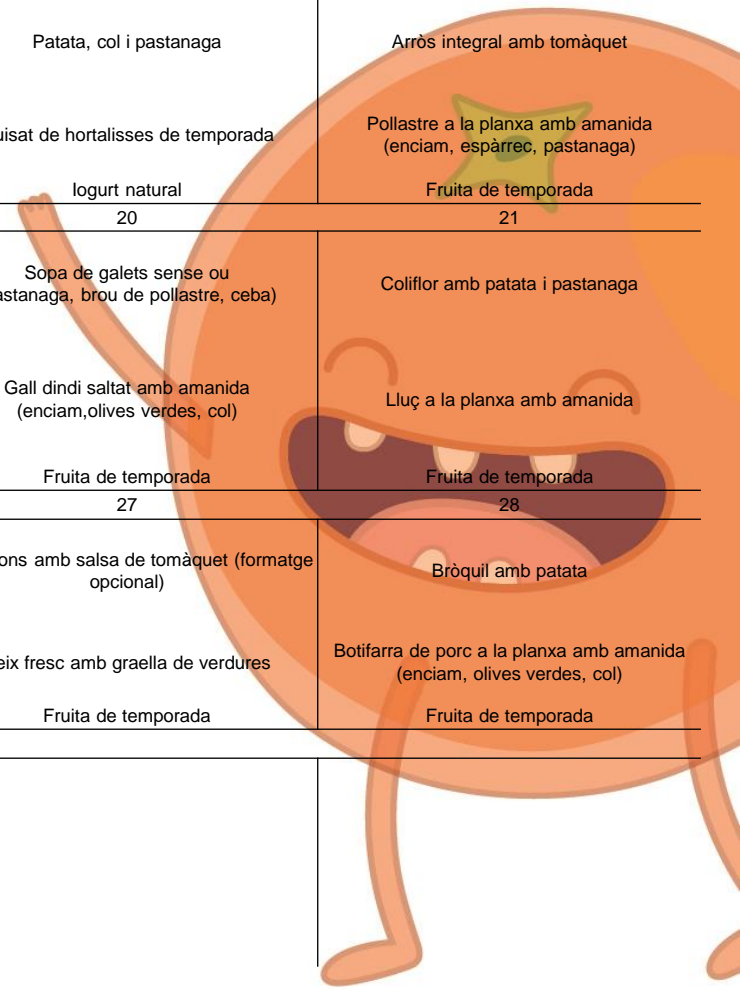 Patata, col i pastanaga
Arròs integral amb tomàquet
de hortalisses de temporada
Pollastre a la planxa amb amanida
(enciam, espàrrec, pastanaga)
Iogurt natural
Fruita de temporada
20
21
Sopa de galets sense ou
brou de pollastre, ceba)
Coliflor amb patata i pastanaga
Gall dindi saltat amb amanida
(enciam,olives verdes, col)
Lluç a la planxa amb amanida
Fruita de temporada
Fruita de temporada
27
28
amb salsa de tomàquet (formatge
opcional)
Bròquil amb patata
fresc amb graella de verdures
Botifarra de porc a la planxa amb amanida
(enciam, olives verdes, col)
Fruita de temporada
Fruita de temporada